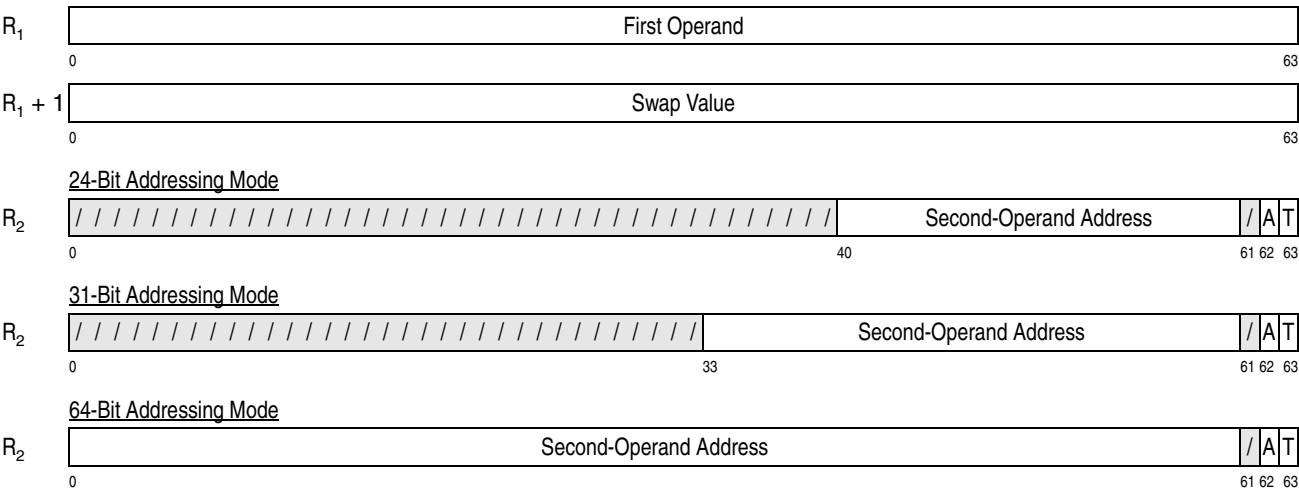 R1 First Operand
0 63
R1 + 1 Swap Value
0 63
24-Bit Addressing Mode
R2 / / / / / / / / / / / / / / / / / / / / / / / / / / / / / / / / / / / / / / / / Second-Operand Address / A T
0 40 61 62 63
31-Bit Addressing Mode
R2 / / / / / / / / / / / / / / / / / / / / / / / / / / / / / / / / / Second-Operand Address / A T
0 33 61 62 63
64-Bit Addressing Mode
R2 Second-Operand Address / A T
0 61 62 63